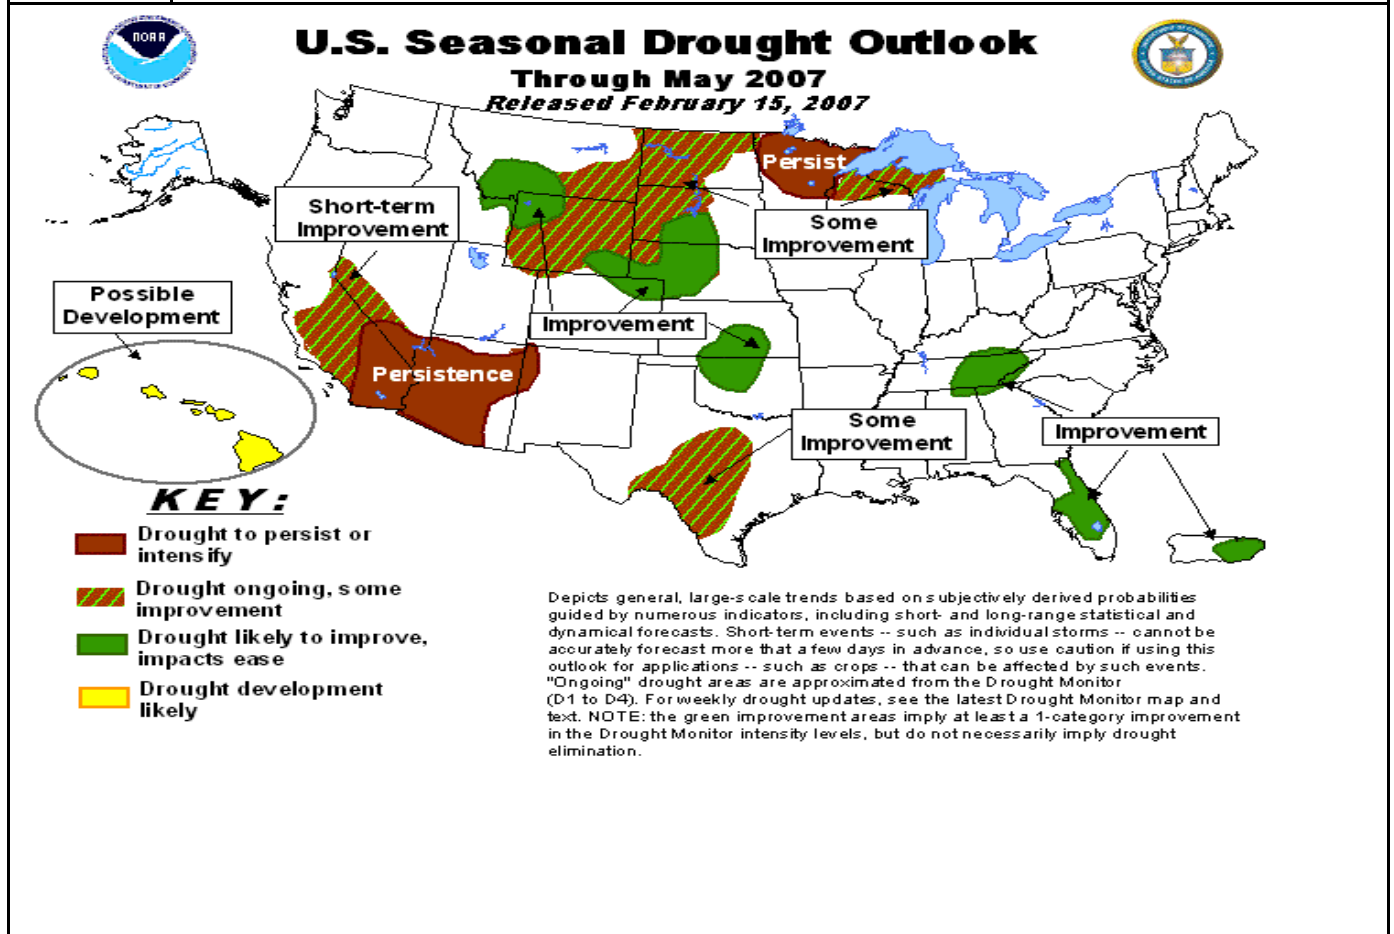 NOAA
U.S. Seasonal Drought Outlook
Through May 2007
Released February 15, 2007
Persist
Short-term
Improvement
Some
Improvement
Possible
Development
Improvement
Persistence
Some
Improvement
Improvement
KEY:
Drought to persist or
intensify
Drought ongoing, some
improvement
Drought likely to improve,
impacts ease
Drought development
likely
Depicts general, large-scale trends based on subjectively derived probabilities
guided by numerous indicators, including short- and long-range statistical and
dynamical forecasts. Short-term events -- such as individual storms -- cannot be
accurately forecast more that a few days in advance, so use caution if using this
outlook for applications -- such as crops -- that can be affected by such events.
"Ongoing" drought areas are approximated from the Drought Monitor
(D1 to D4). For weekly drought updates, see the latest Drought Monitor map and
text. NOTE: the green improvement areas imply at least a 1-category improvement
in the Drought Monitor intensity levels, but do not necessarily imply drought
elimination.